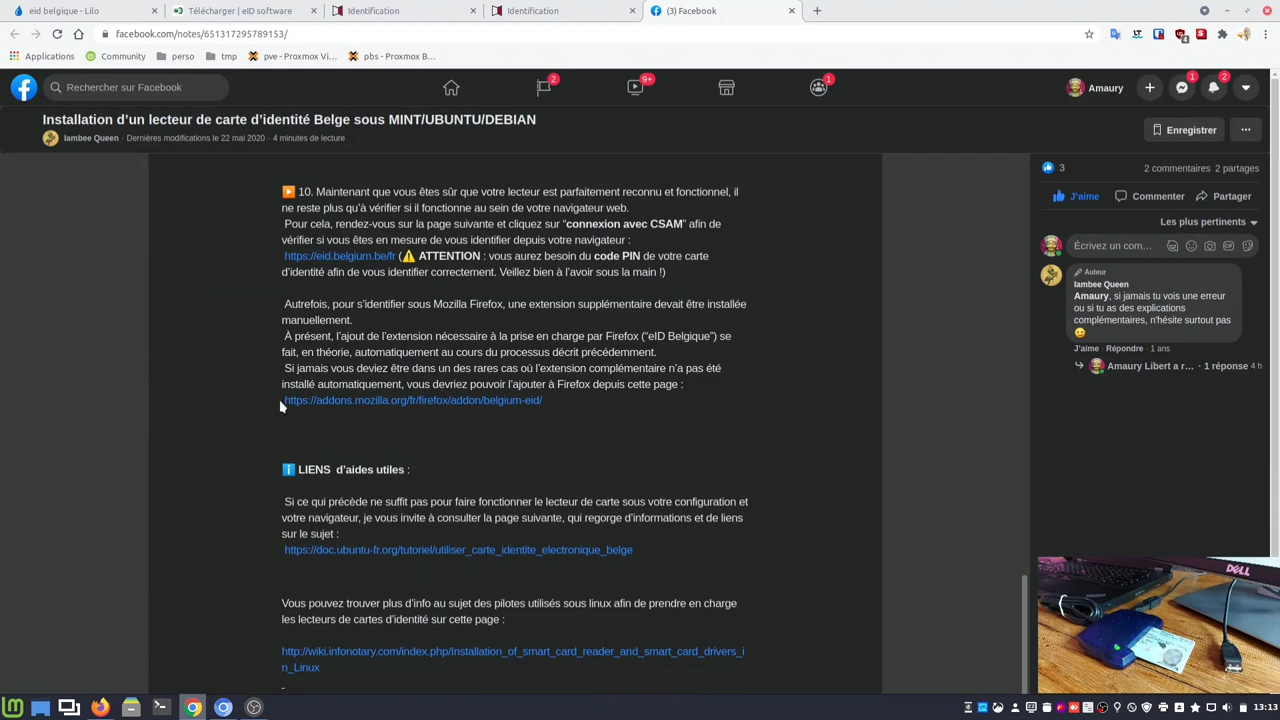 eid belgique - Lilo
Télécharger | eID software
Identification
Identification
(3) Facebook
facebook.com/notes/651317295789153/
Applications
Community
perso
tmp
pve - Proxmox Vi...
pbs - Proxmox B...
Rechercher sur Facebook
2
9+
1
Amaury
1
2
Installation d'un lecteur de carte d'identité Belge sous MINT/UBUNTU/DEBIAN
Iambee Queen · Dernières modifications le 22 mai 2020 · 4 minutes de lecture
Enregistrer
10. Maintenant que vous êtes sûr que votre lecteur est parfaitement reconnu et fonctionnel, il
ne reste plus qu'à vérifier si il fonctionne au sein de votre navigateur web.
Pour cela, rendez-vous sur la page suivante et cliquez sur “connexion avec CSAM” afin de
vérifier si vous êtes en mesure de vous identifier depuis votre navigateur :
https://eid.belgium.be/fr (⚠ ATTENTION : vous aurez besoin du code PIN de votre carte
d'identité afin de vous identifier correctement. Veillez bien à l'avoir sous la main !)
Autrefois, pour s'identifier sous Mozilla Firefox, une extension supplémentaire devait être installée
manuellement.
À présent, l'ajout de l'extension nécessaire à la prise en charge par Firefox (“eID Belgique”) se
fait, en théorie, automatiquement au cours du processus décrit précédemment.
Si jamais vous deviez être dans un des rares cas où l'extension complémentaire n'a pas été
installé automatiquement, vous devriez pouvoir l'ajouter à Firefox depuis cette page :
https://addons.mozilla.org/fr/firefox/addon/belgium-eid/
LIENS d'aides utiles :
Si ce qui précède ne suffit pas pour faire fonctionner le lecteur de carte sous votre configuration et
votre navigateur, je vous invite à consulter la page suivante, qui regorge d'informations et de liens
sur le sujet :
https://doc.ubuntu-fr.org/tutoriel/utiliser_carte_identite_electronique_belge
Vous pouvez trouver plus d'info au sujet des pilotes utilisés sous linux afin de prendre en charge
les lecteurs de cartes d'identité sur cette page :
http://wiki.infonotary.com/index.php/Installation_of_smart_card_reader_and_smart_card_drivers_i
n_Linux
3
2 commentaires 2 partages
J'aime
Commenter
Partager
Les plus pertinents
Écrivez un com...
Auteur
Iambee Queen
Amaury, si jamais tu vois une erreur
ou si tu as des explications
complémentaires, n'hésite surtout pas
J'aime · Répondre · 1 ans
Amaury Libert a r... · 1 réponse 4 h
DELL
13:13